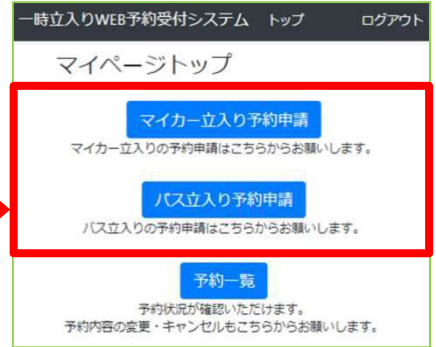 一時立入りWEB予約受付システム トップ ログアウト
マイページトップ
マイカー立入り予約申請
マイカー立入りの予約申請はこちらからお願いします。
バス立入り予約申請
バス立入りの予約申請はこちらからお願いします。
予約一覧
予約状況が確認いただけます。
予約内容の変更・キャンセルもこちらからお願いします。